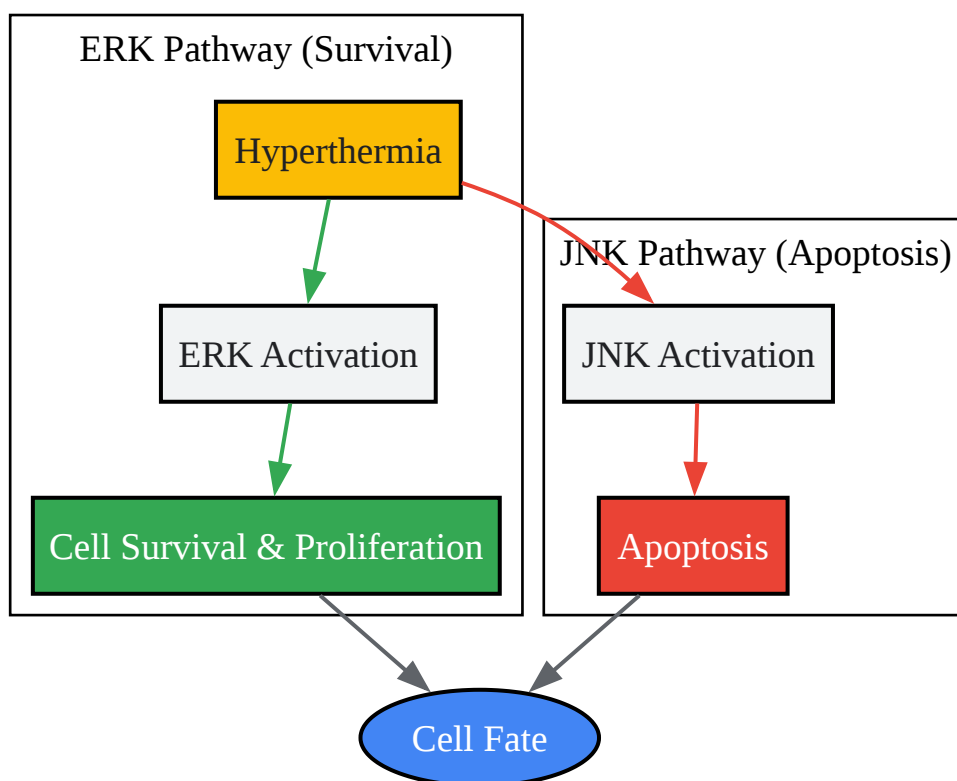 ERK Pathway (Survival)
Hyperthermia
JNK Pathway (Apoptosis)
ERK Activation
JNK Activation
Cell Survival & Proliferation
Apoptosis
Cell Fate